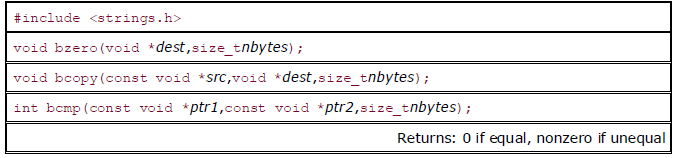 #include <strings.h>
void bzero(void *dest,size_tnbytes);
void bcopy(const void *src,void *dest,size_tnbytes);
int bcmp(const void *ptr1,const void *ptr2,size_tnbytes);
Returns: 0 if equal, nonzero if unequal